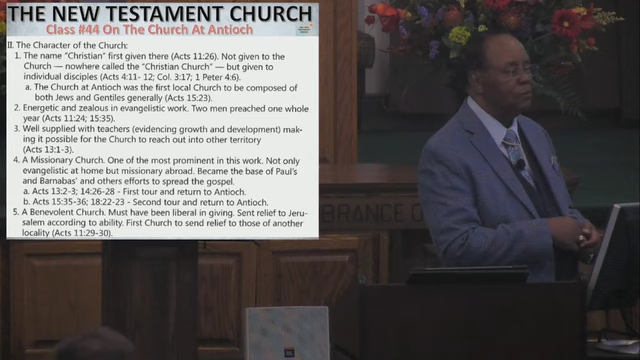 THE NEW TESTAMENT CHURCH
Class #44 On The Church At Antioch
II. The Character of the Church:
1. The name "Christian" first given there (Acts 11:26). Not given to the
Church — nowhere called the "Christian Church" — but given to
individual disciples (Acts 4:11- 12; Col. 3:17; 1 Peter 4:6).
a. The Church at Antioch was the first local Church to be composed of
both Jews and Gentiles generally (Acts 15:23).
2. Energetic and zealous in evangelistic work. Two men preached one whole
year (Acts 11:24; 15:35).
3. Well supplied with teachers (evidencing growth and development) mak-
ing it possible for the Church to reach out into other territory
(Acts 13:1-3).
4. A Missionary Church. One of the most prominent in this work. Not only
evangelistic at home but missionary abroad. Became the base of Paul's
and Barnabas' and others efforts to spread the gospel.
a. Acts 13:2-3; 14:26-28 - First tour and return to Antioch.
b. Acts 15:35-36; 18:22-23 - Second tour and return to Antioch.
5. A Benevolent Church. Must have been liberal in giving. Sent relief to Jeru-
salem according to ability. First Church to send relief to those of another
locality (Acts 11:29-30).
BRANCE O
JBL